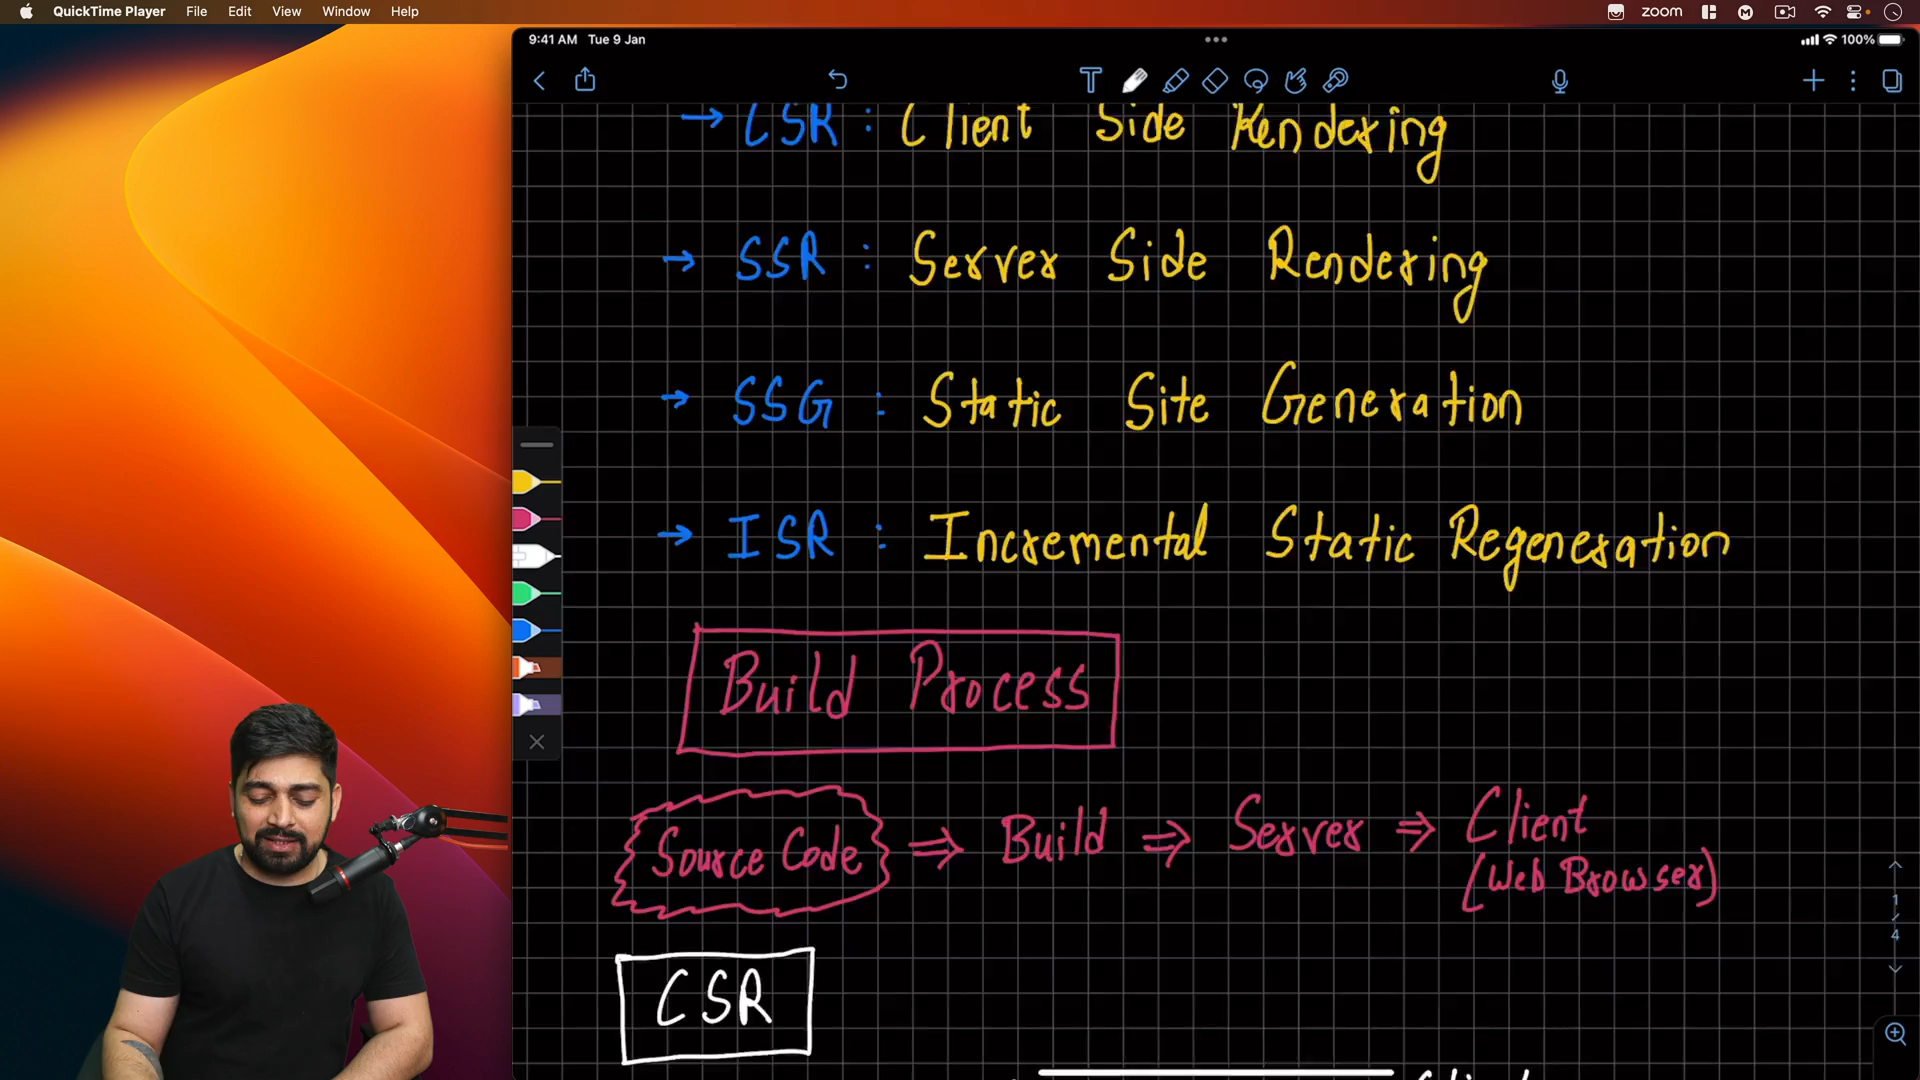 QuickTime Player File Edit View Window Help zoom
9:41 AM Tue 9 Jan 100%
→ CSR : Client Side Rendering
→ SSR : Server Side Rendering
→ SSG : Static Site Generation
→ ISR : Incremental Static Regeneration
Build Process
Source Code ⇒ Build ⇒ Server ⇒ Client
(Web Browser)
1
/
4
CSR